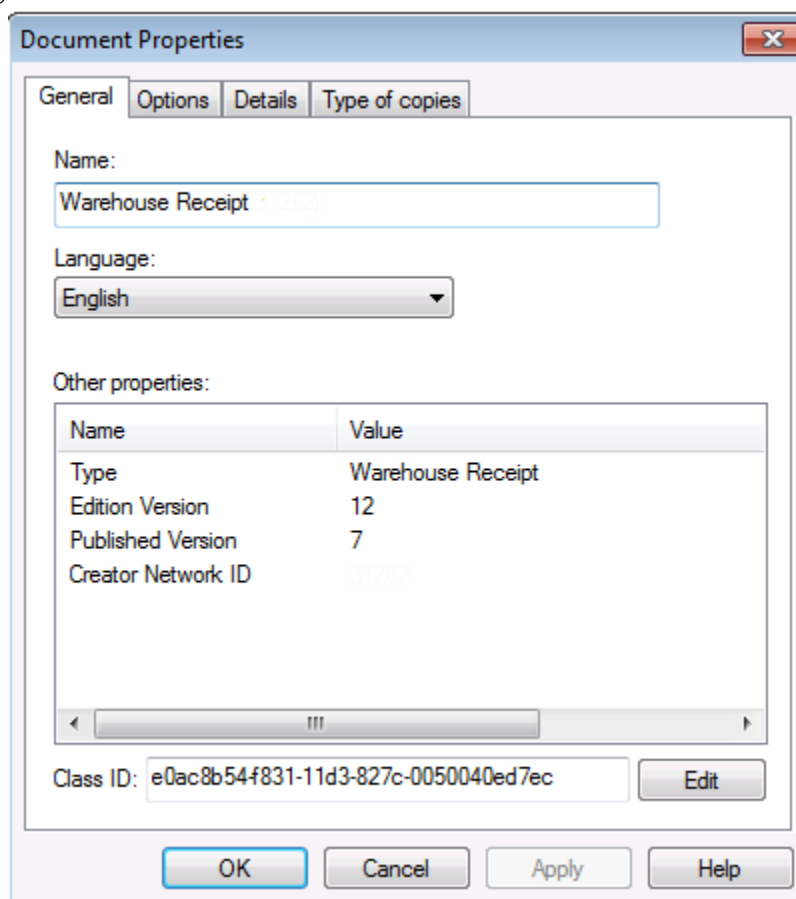 Document Properties
General Options Details Type of copies
Name:
Warehouse Receipt 31262
Language:
English
Other properties:
Name Value
Type Warehouse Receipt
Edition Version 12
Published Version 7
Creator Network ID 31262
Class ID: e0ac8b54-f831-11d3-827c-0050040ed7ec Edit
OK Cancel Apply Help